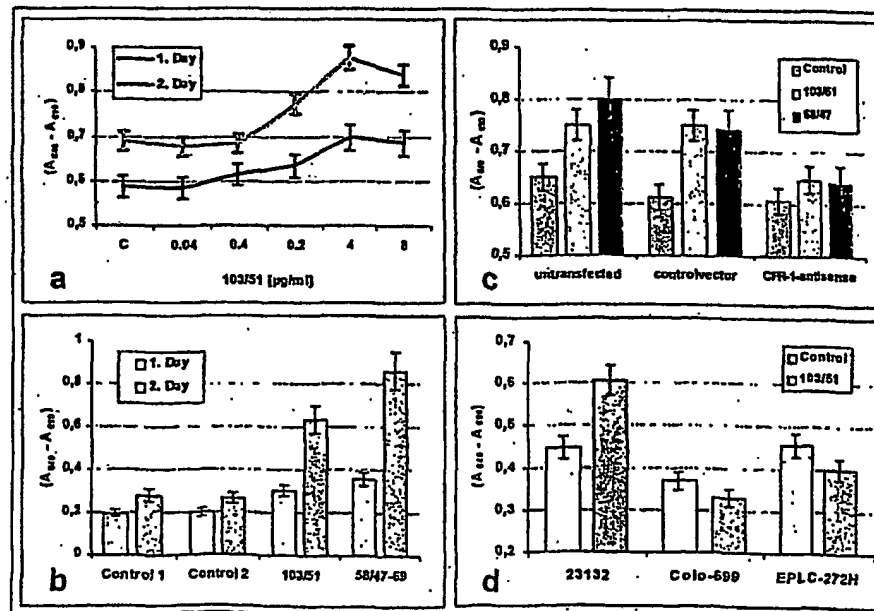 0,9
0,8
0,7
0,6
0,5
1. Day
2. Day
C
0.04
0.4
0.2
4
8
103/51 [µg/ml]
a
0,9
0,8
0,7
0,6
0,5
Control
103/51
58/47
untransfected
controlvector
CFR-1-antisense
c
1
0,8
0,6
0,4
0,2
0
1. Day
2. Day
Control 1
Control 2
103/51
58/47-69
b
0,7
0,6
0,5
0,4
0,3
0,2
Control
103/51
23132
Colo-699
EPLC-272H
d